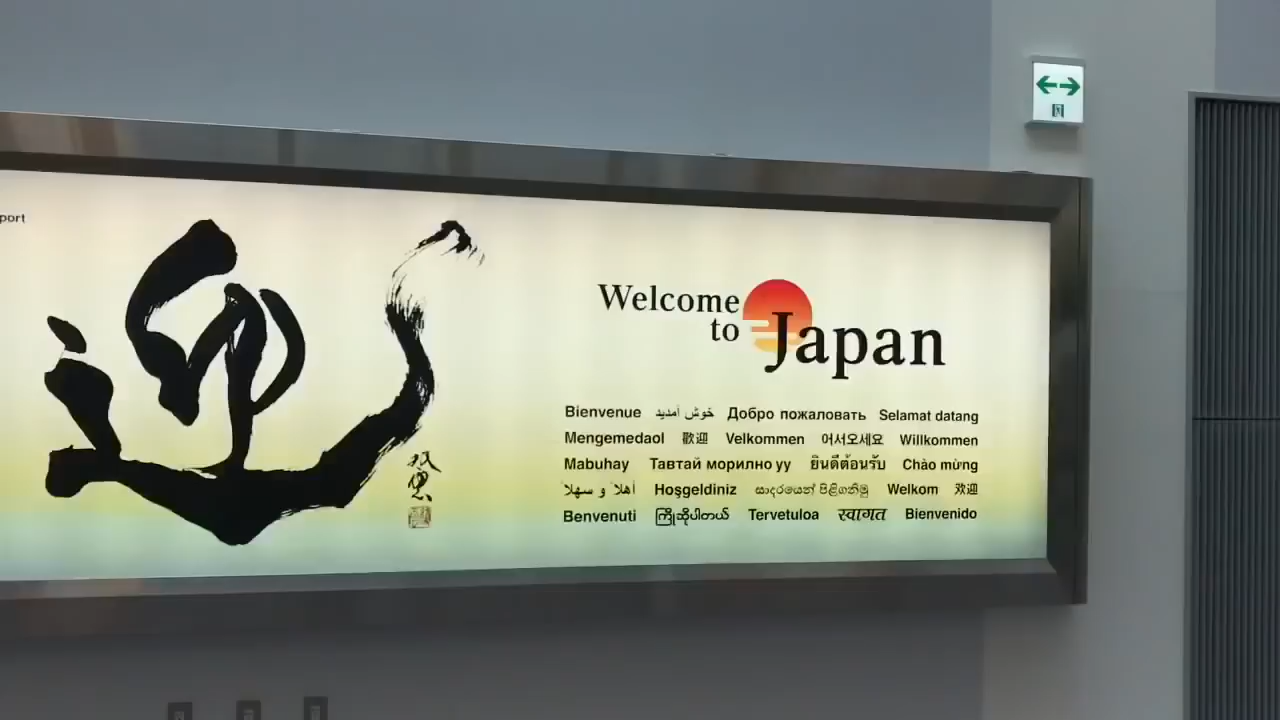 port
迎
Welcome
to
Japan
Bienvenue خوش آمدید Добро пожаловать Selamat datang
Mengemedaol 歡迎 Velkommen 어서오세요 Willkommen
Mabuhay Тавтай морилно уу ยินดีต้อนรับ Chào mừng
أهلا و سهلا Hoşgeldiniz සාදරයෙන් පිළිගනිමු Welkom 欢迎
Benvenuti ကြိုဆိုပါတယ် Tervetuloa स्वागत Bienvenido